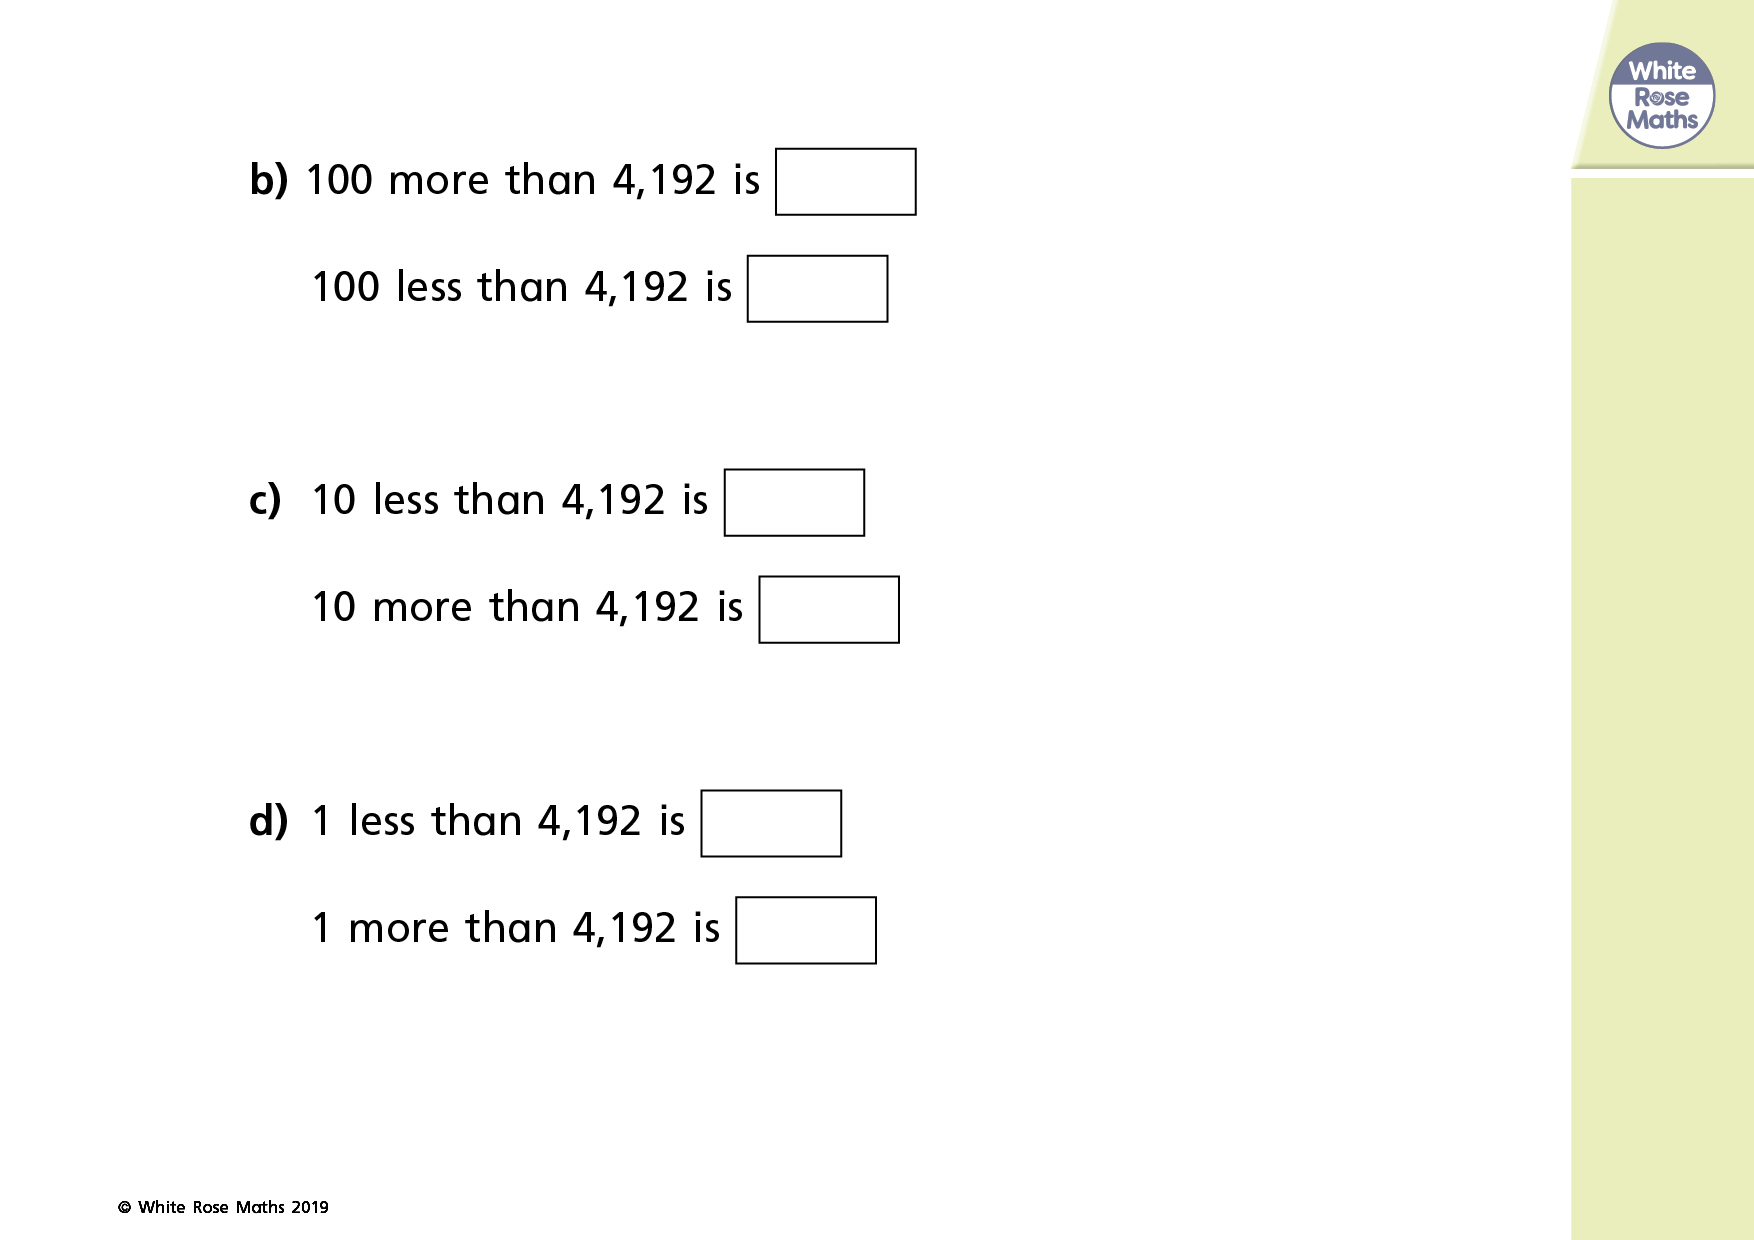 White
Rose
Maths
b) 100 more than 4,192 is
100 less than 4,192 is
c) 10 less than 4,192 is
10 more than 4,192 is
d) 1 less than 4,192 is
1 more than 4,192 is
© White Rose Maths 2019